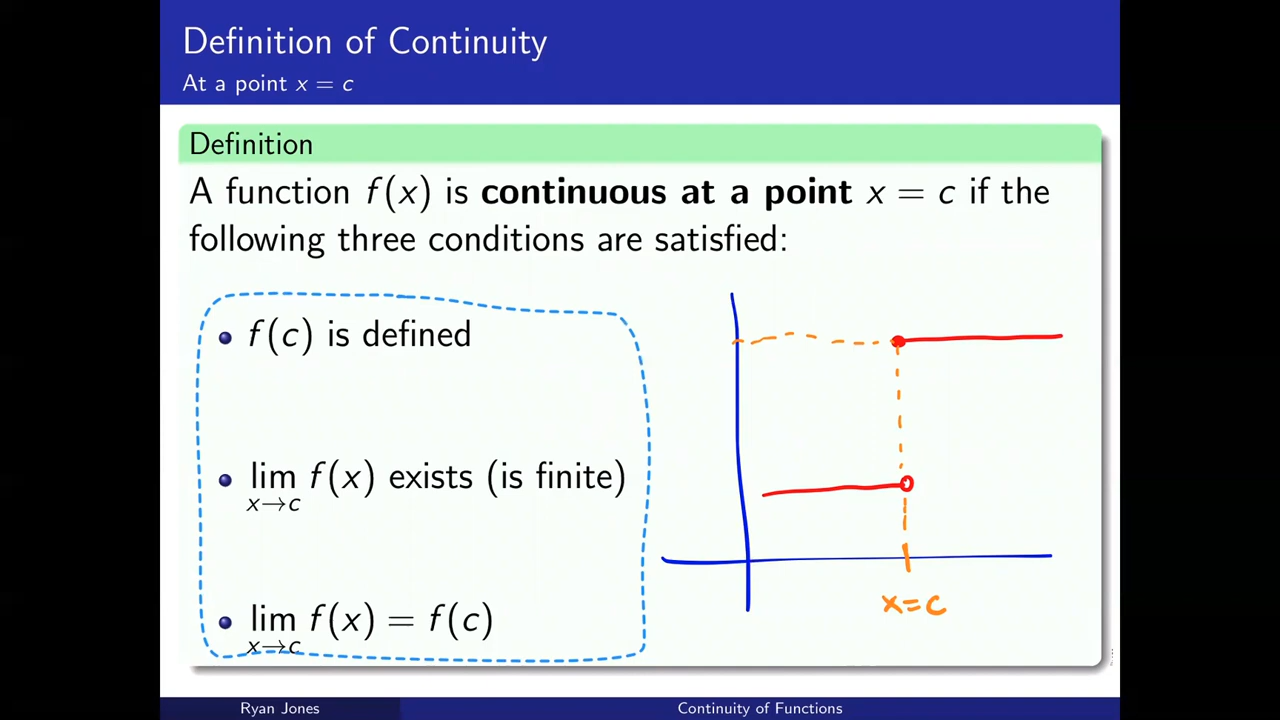 Definition of Continuity
At a point x = c
Definition
A function f(x) is continuous at a point x = c if the
following three conditions are satisfied:
• f(c) is defined
• lim f(x) exists (is finite)
x→c
• lim f(x) = f(c)
x→c
x=c
Ryan Jones
Continuity of Functions